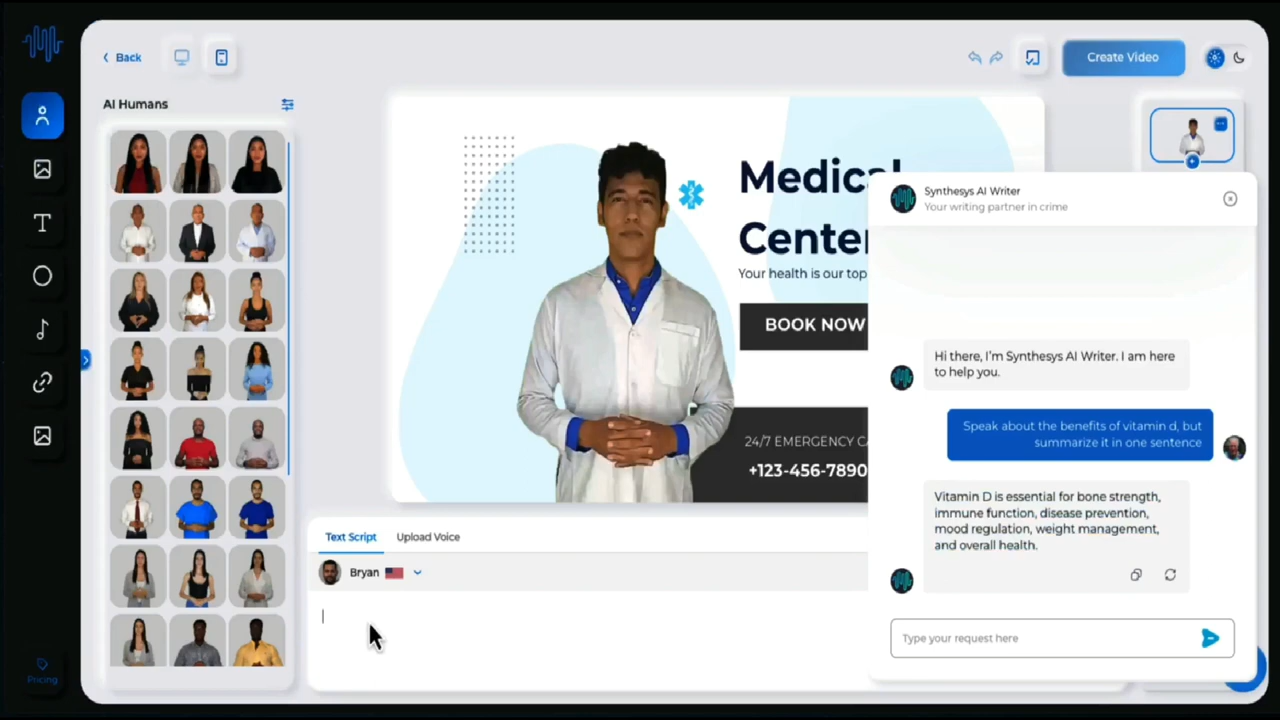 Back
Create Video
AI Humans
Medical
Center
Your health is our top
BOOK NOW
24/7 EMERGENCY CA
+123-456-7890
Synthesys AI Writer
Your writing partner in crime
Hi there, I'm Synthesys AI Writer. I am here
to help you.
Speak about the benefits of vitamin d, but
summarize it in one sentence
Vitamin D is essential for bone strength,
immune function, disease prevention,
mood regulation, weight management,
and overall health.
Type your request here
Text Script
Upload Voice
Bryan
Pricing